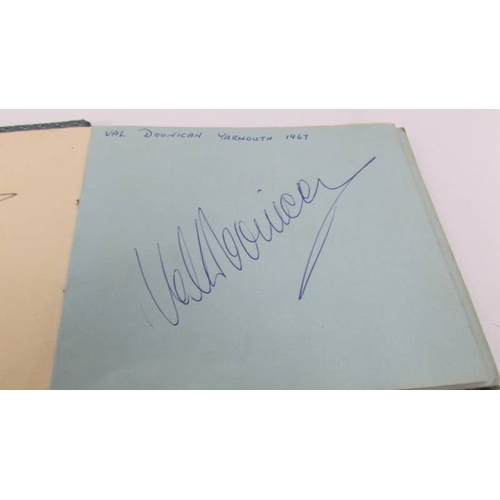 VAL DOONICAN YARMOUTH 1967
Val Doonican